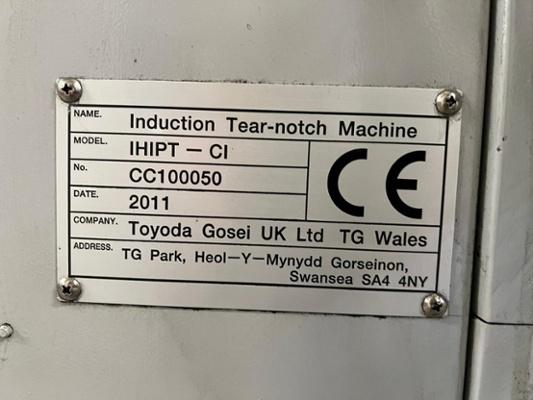 NAME. Induction Tear-notch Machine
MODEL. IHIPT - CI
No. CC100050
DATE. 2011
CE
COMPANY. Toyoda Gosei UK Ltd TG Wales
ADDRESS. TG Park, Heol-Y-Mynydd Gorseinon,
Swansea SA4 4NY